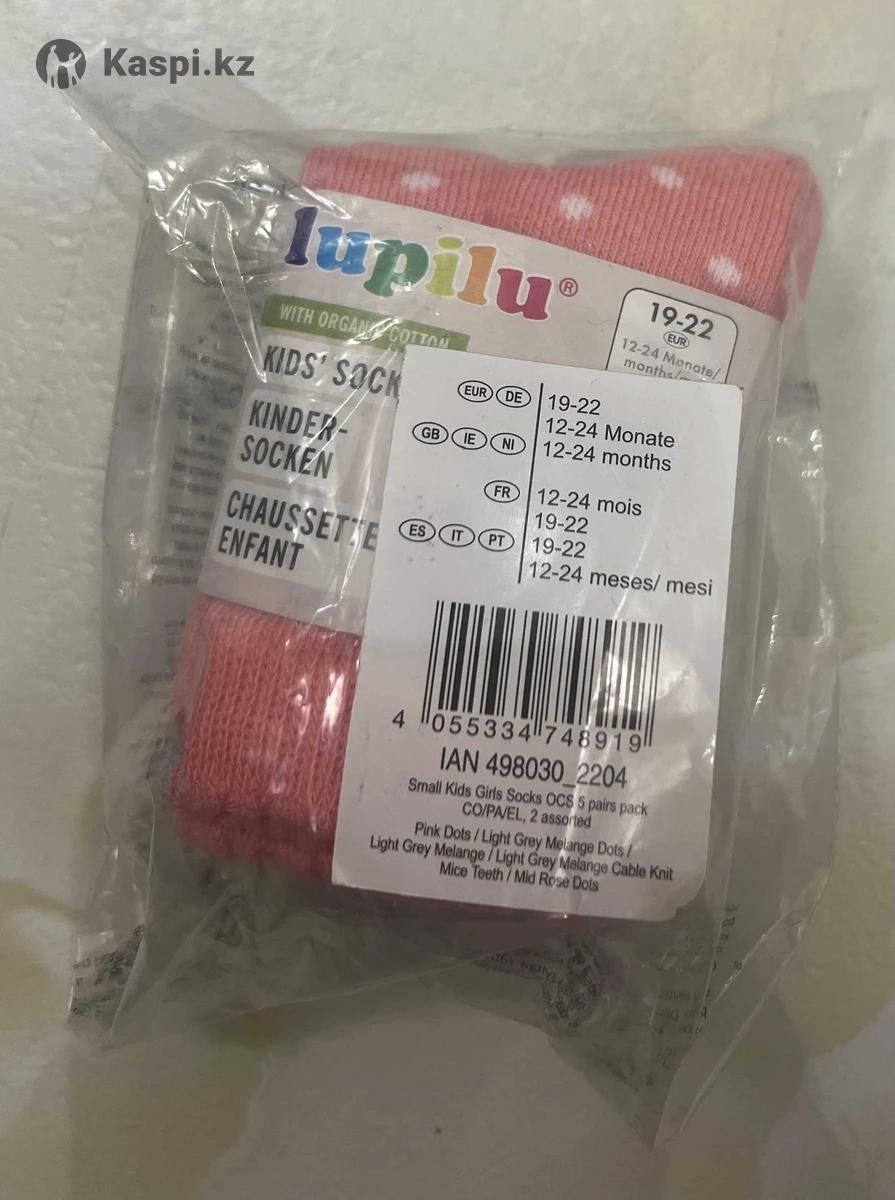 Kaspi.kz
lupilu®
WITH ORGANIC COTTON
KIDS' SOCK
KINDER-
SOCKEN
CHAUSSETTE
ENFANT
19-22
EUR
12-24 Monate/
months/
EUR DE 19-22
12-24 Monate
GB IE NI 12-24 months
FR 12-24 mois
19-22
ES IT PT 19-22
12-24 meses/ mesi
4 055334 748919
IAN 498030_2204
Small Kids Girls Socks OCS 5 pairs pack
CO/PA/EL, 2 assorted
Pink Dots / Light Grey Melange Dots /
Light Grey Melange / Light Grey Melange Cable Knit
Mice Teeth / Mid Rose Dots